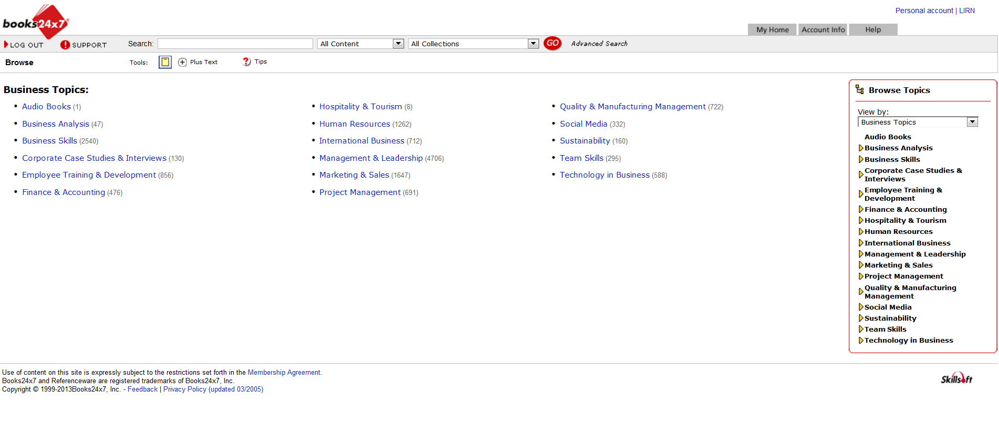 Personal account | LIRN
books24x7
My Home Account Info Help
LOG OUT SUPPORT Search: All Content All Collections GO Advanced Search
Browse Tools: Plus Text Tips
Business Topics:
• Audio Books (1)
• Business Analysis (47)
• Business Skills (2540)
• Corporate Case Studies & Interviews (130)
• Employee Training & Development (856)
• Finance & Accounting (476)
• Hospitality & Tourism (8)
• Human Resources (1262)
• International Business (712)
• Management & Leadership (4706)
• Marketing & Sales (1647)
• Project Management (691)
• Quality & Manufacturing Management (722)
• Social Media (332)
• Sustainability (160)
• Team Skills (295)
• Technology in Business (588)
Browse Topics
View by:
Business Topics
Audio Books
Business Analysis
Business Skills
Corporate Case Studies &
Interviews
Employee Training &
Development
Finance & Accounting
Hospitality & Tourism
Human Resources
International Business
Management & Leadership
Marketing & Sales
Project Management
Quality & Manufacturing
Management
Social Media
Sustainability
Team Skills
Technology in Business
Use of content on this site is expressly subject to the restrictions set forth in the Membership Agreement.
Books24x7 and Referenceware are registered trademarks of Books24x7, Inc.
Copyright © 1999-2013Books24x7, Inc. - Feedback | Privacy Policy (updated 03/2005)
Skillsoft